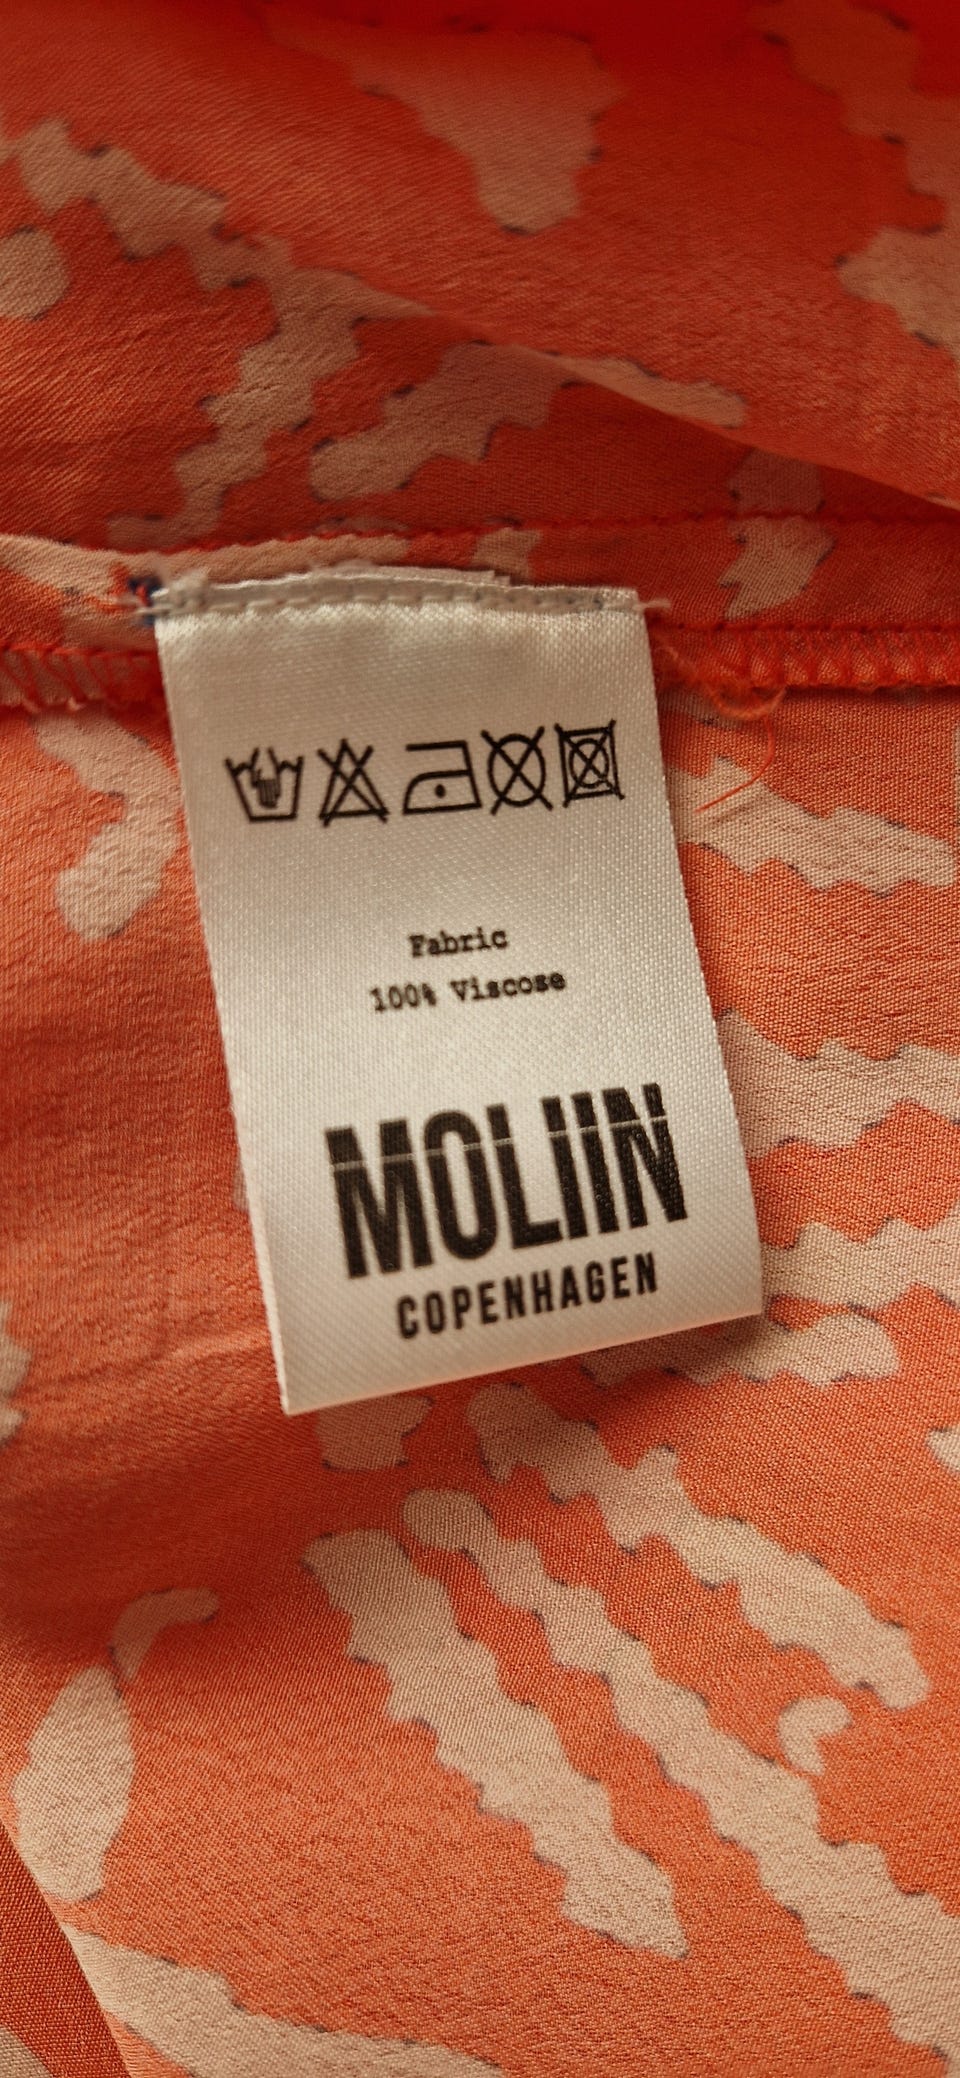 Fabric
100% Viscose
MOLIIN
COPENHAGEN